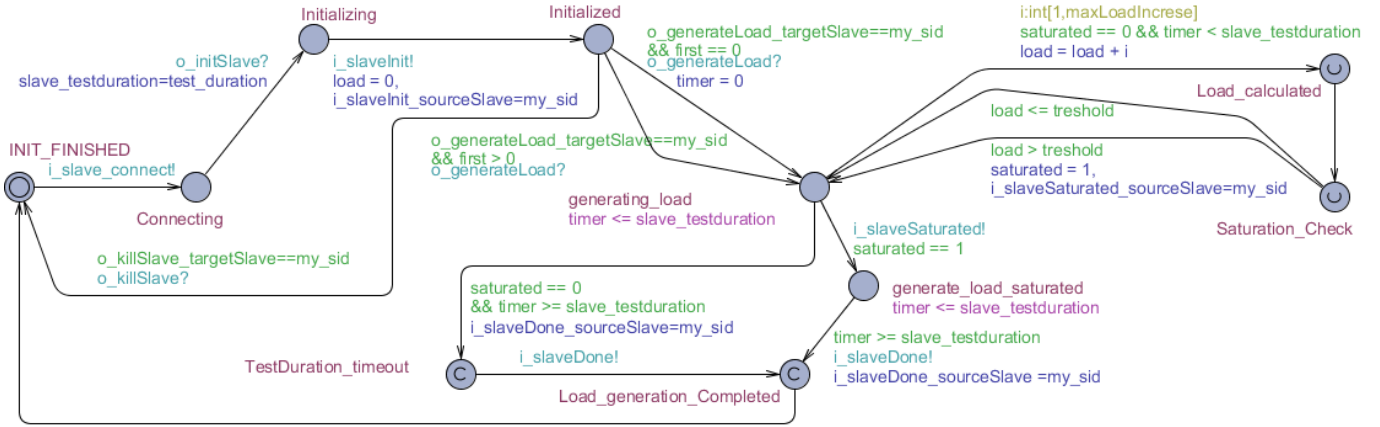 Initializing
Initialized
i:int[1,maxLoadIncrese]
saturated == 0 && timer < slave_testduration
load = load + i
o_generateLoad_targetSlave==my_sid
&& first == 0
o_generateLoad?
timer = 0
o_initSlave?
slave_testduration=test_duration
i_slaveInit!
load = 0,
i_slaveInit_sourceSlave=my_sid
Load_calculated
load <= treshold
INIT_FINISHED
i_slave_connect!
o_generateLoad_targetSlave==my_sid
&& first > 0
o_generateLoad?
load > treshold
saturated = 1,
i_slaveSaturated_sourceSlave=my_sid
Connecting
generating_load
timer <= slave_testduration
Saturation_Check
i_slaveSaturated!
saturated == 1
o_killSlave_targetSlave==my_sid
o_killSlave?
saturated == 0
&& timer >= slave_testduration
i_slaveDone_sourceSlave=my_sid
generate_load_saturated
timer <= slave_testduration
timer >= slave_testduration
i_slaveDone!
i_slaveDone_sourceSlave =my_sid
TestDuration_timeout
C
i_slaveDone!
C
Load_generation_Completed